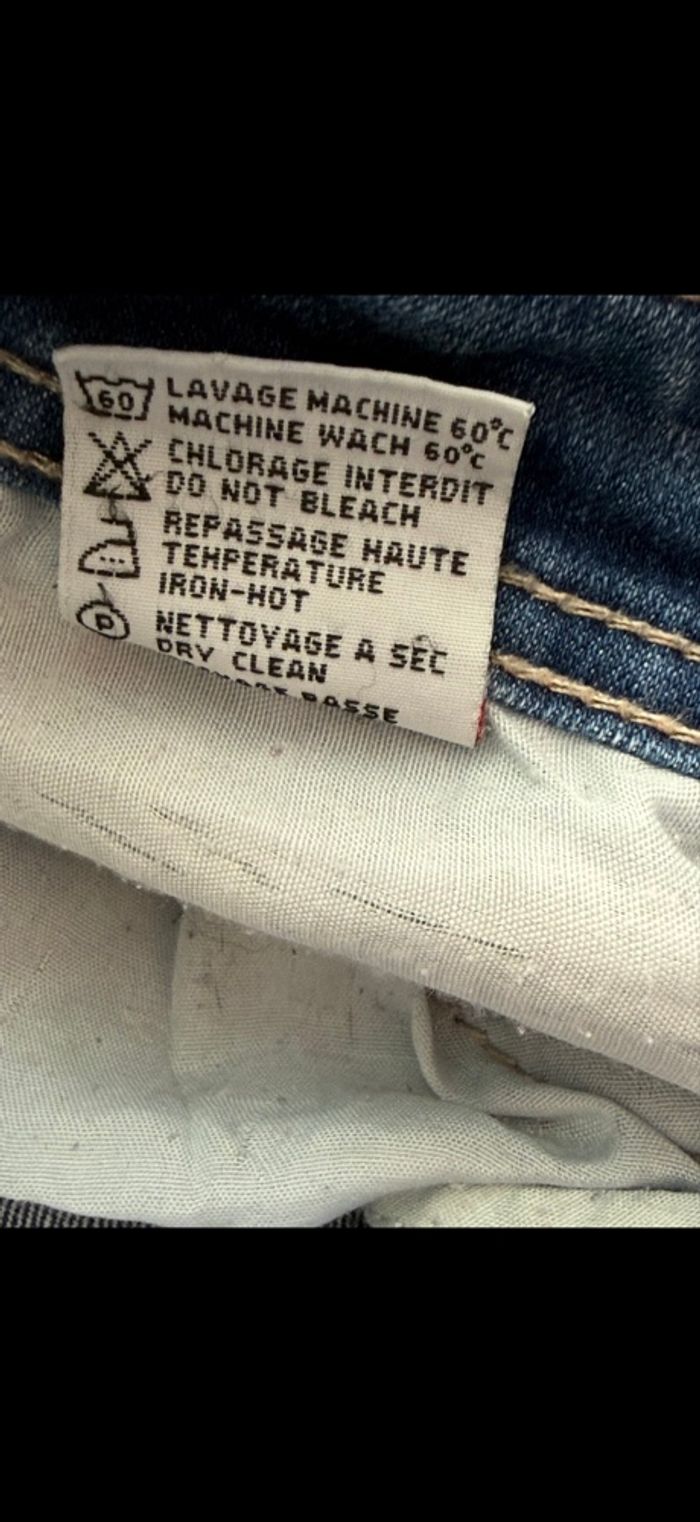 60 LAVAGE MACHINE 60°C
MACHINE WACH 60°C
CHLORAGE INTERDIT
DO NOT BLEACH
REPASSAGE HAUTE
TEMPERATURE
IRON-HOT
P NETTOYAGE A SEC
DRY CLEAN
BASSE